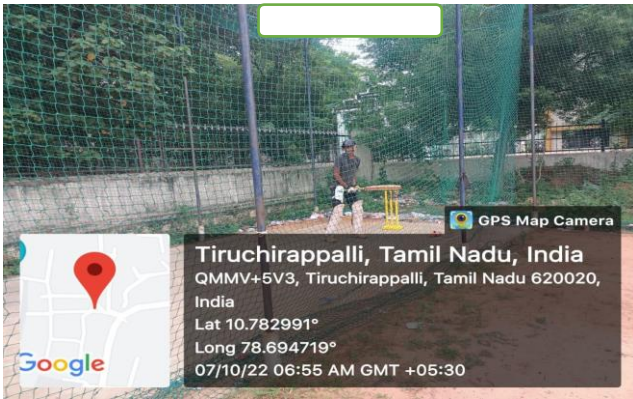 GPS Map Camera
Tiruchirappalli, Tamil Nadu, India
QMMV+5V3, Tiruchirappalli, Tamil Nadu 620020,
India
Lat 10.782991°
Long 78.694719°
07/10/22 06:55 AM GMT +05:30
Google